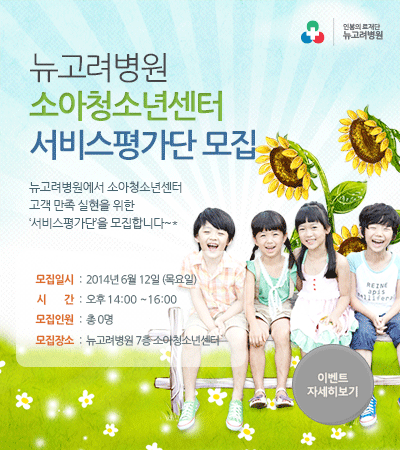 인봉의료재단
뉴고려병원
뉴고려병원
소아청소년센터
서비스평가단 모집
뉴고려병원에서 소아청소년센터
고객 만족 실현을 위한
'서비스평가단'을 모집합니다~*
모집일시 : 2014년 6월 12일 (목요일)
시 간 : 오후 14:00 ~16:00
모집인원 : 총 0명
모집장소 : 뉴고려병원 7층 소아청소년센터
REINE
apis
이벤트
자세히보기